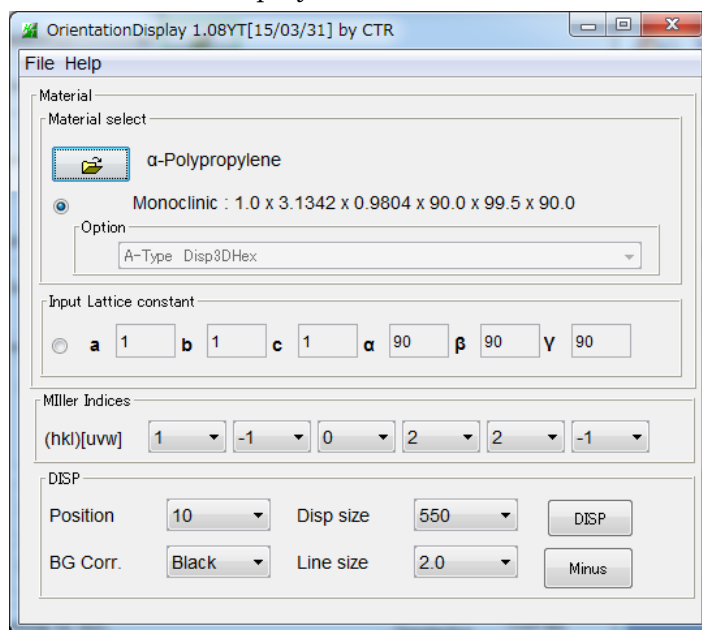 OrientationDisplay 1.08YT[15/03/31] by CTR
File Help
Material
Material select
α-Polypropylene
Monoclinic : 1.0 x 3.1342 x 0.9804 x 90.0 x 99.5 x 90.0
Option
A-Type Disp3DHex
Input Lattice constant
a 1 b 1 c 1 α 90 β 90 γ 90
MIller Indices
(hkl)[uvw] 1 -1 0 2 2 -1
DISP
Position 10 Disp size 550 DISP
BG Corr. Black Line size 2.0 Minus